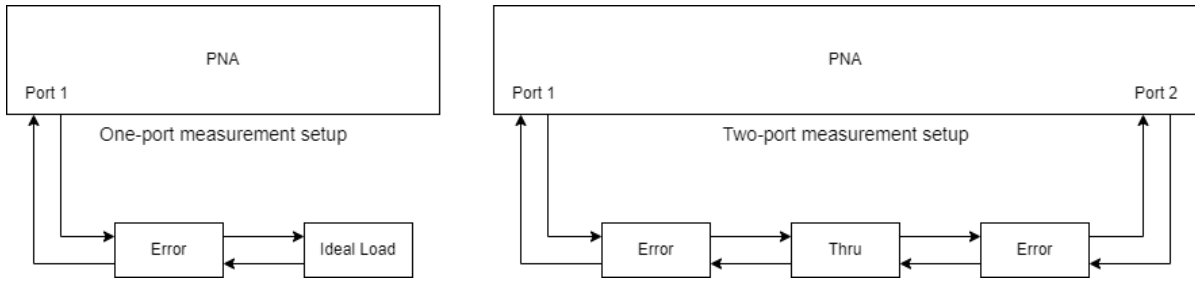 PNA
Port 1
One-port measurement setup
Error
Ideal Load
PNA
Port 1
Port 2
Two-port measurement setup
Error
Thru
Error